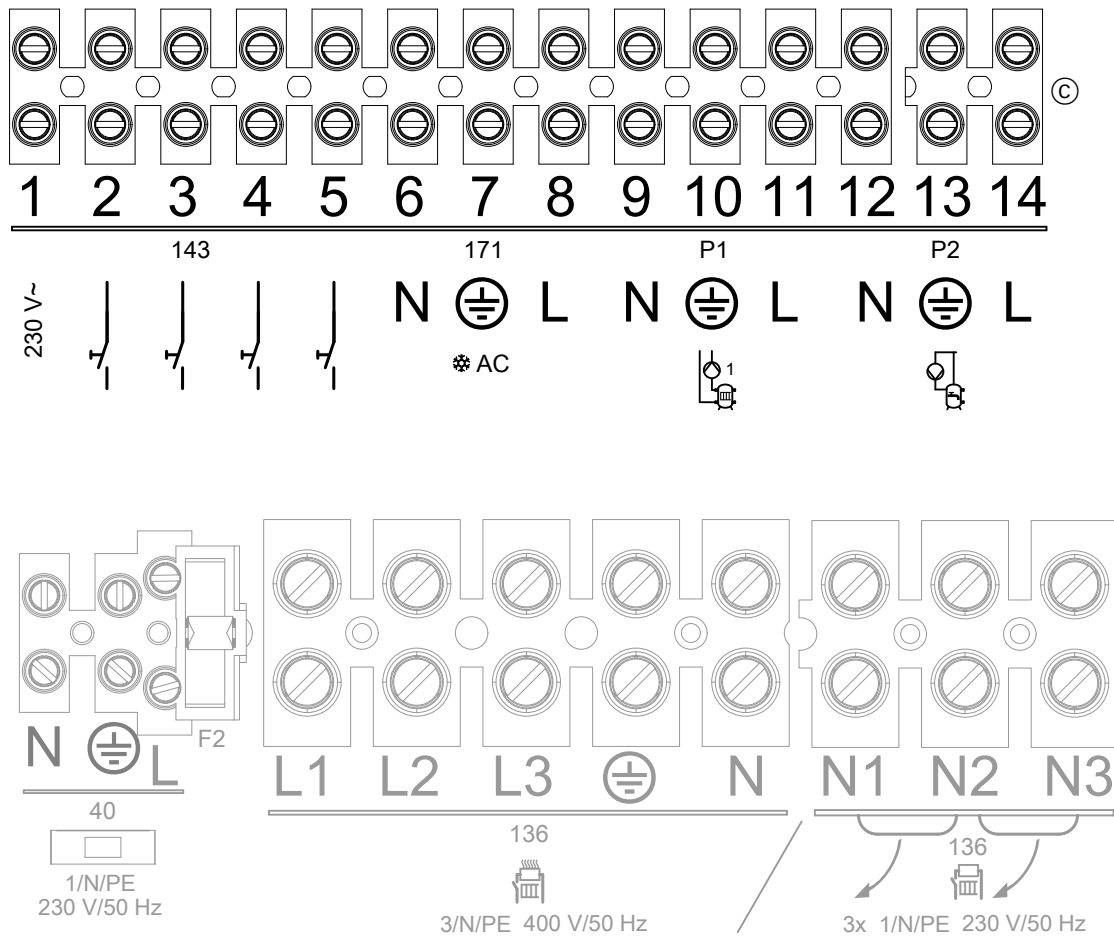 C
1 2 3 4 5 6 7 8 9 10 11 12 13 14
143 171 P1 P2
230 V~ N L N L N L
AC 1
F2
N L L1 L2 L3 N N1 N2 N3
40 136 136
1/N/PE
230 V/50 Hz
3/N/PE 400 V/50 Hz 3x 1/N/PE 230 V/50 Hz